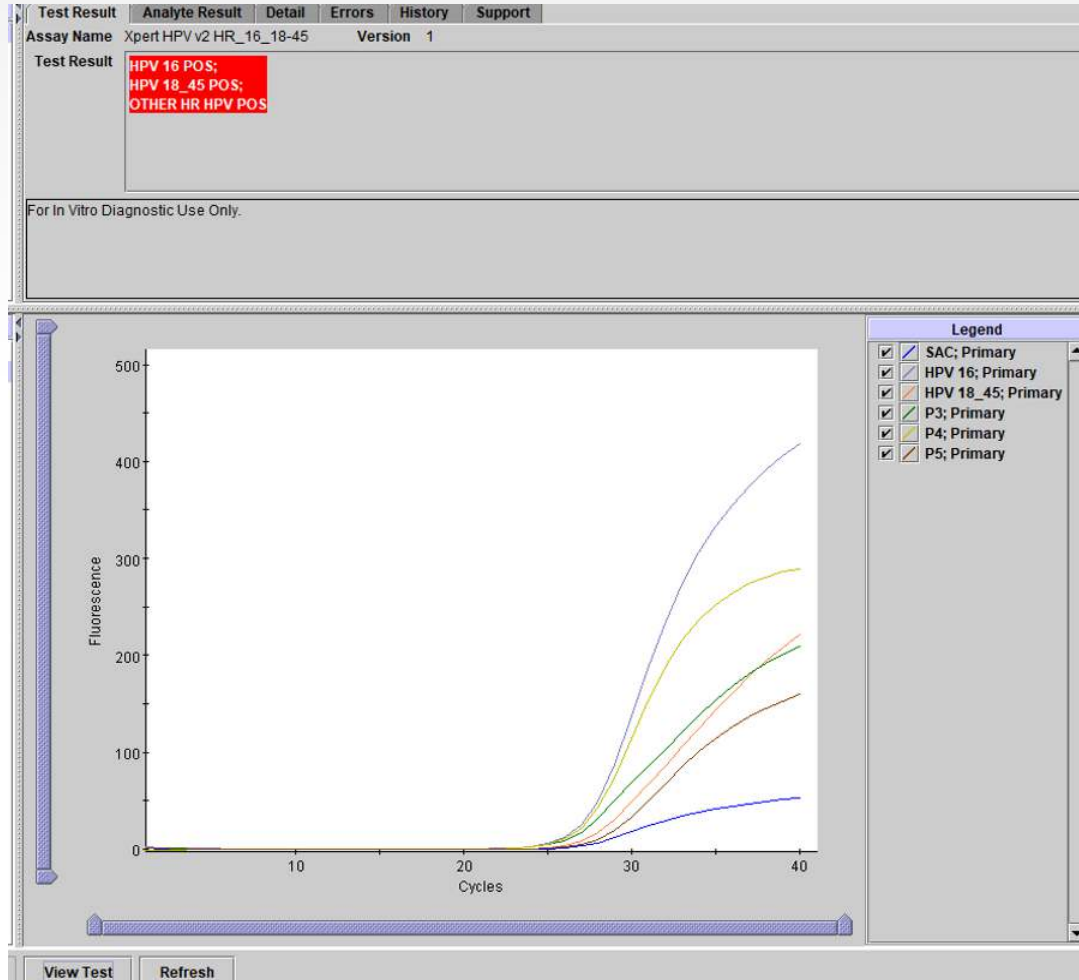 Test Result Analyte Result Detail Errors History Support
Assay Name Xpert HPV v2 HR_16_18-45 Version 1
Test Result
HPV 16 POS;
HPV 18_45 POS;
OTHER HR HPV POS
For In Vitro Diagnostic Use Only.
Legend
SAC; Primary
HPV 16; Primary
HPV 18_45; Primary
P3; Primary
P4; Primary
P5; Primary
500
400
300
200
100
0
Fluorescence
10 20 30 40
Cycles
View Test Refresh